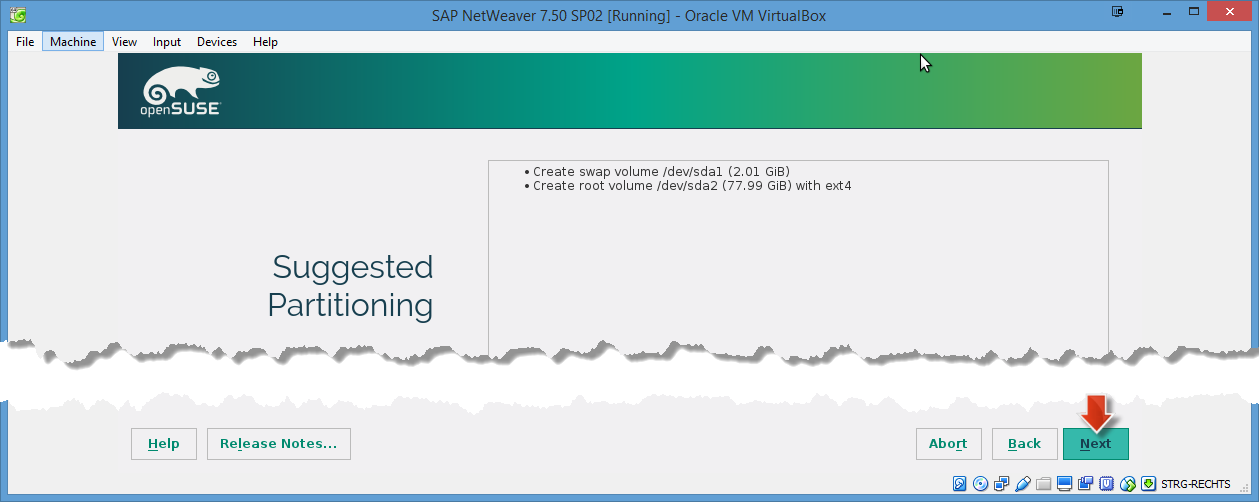 SAP NetWeaver 7.50 SP02 [Running] - Oracle VM VirtualBox
File Machine View Input Devices Help
openSUSE
• Create swap volume /dev/sda1 (2.01 GiB)
• Create root volume /dev/sda2 (77.99 GiB) with ext4
Suggested
Partitioning
Help Release Notes... Abort Back Next
STRG-RECHTS